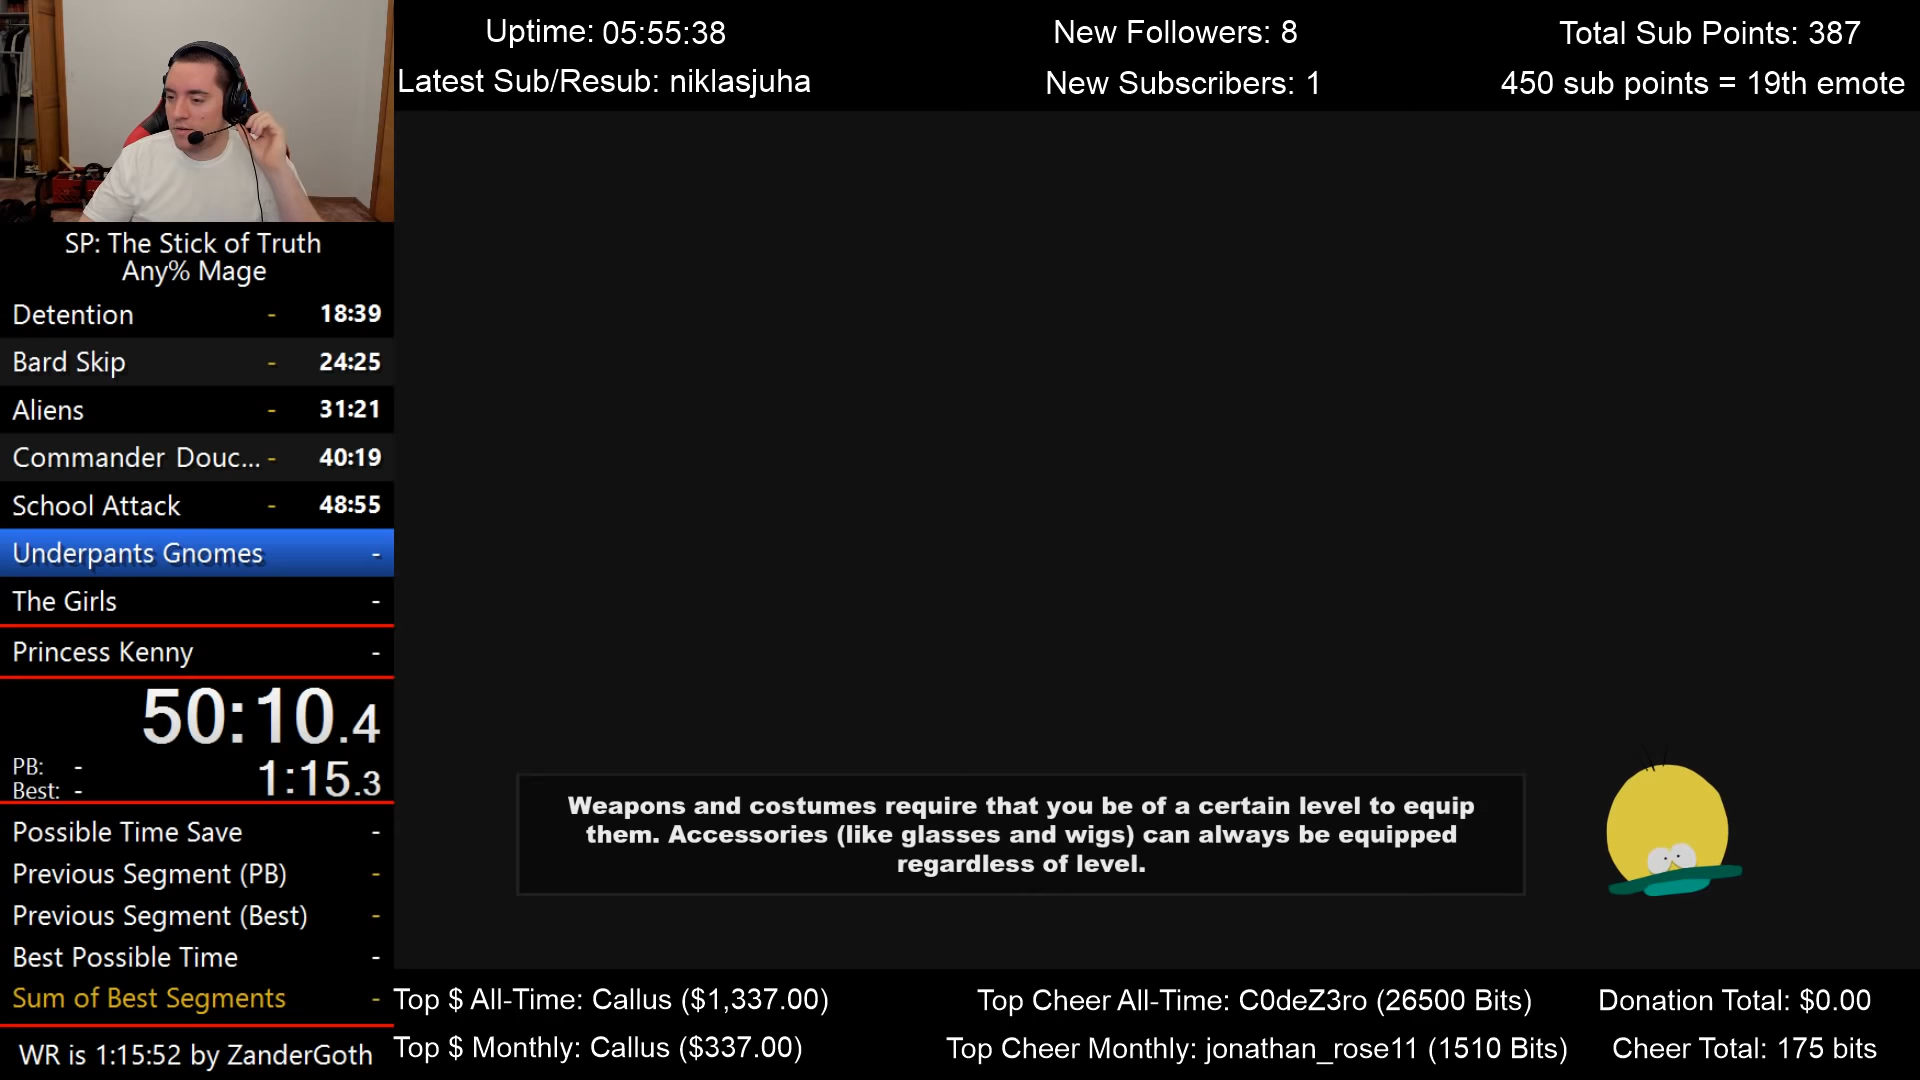 Uptime: 05:55:38
New Followers: 8
Total Sub Points: 387
Latest Sub/Resub: niklasjuha
New Subscribers: 1
450 sub points = 19th emote
SP: The Stick of Truth
Any% Mage
Detention - 18:39
Bard Skip - 24:25
Aliens - 31:21
Commander Douc... - 40:19
School Attack - 48:55
Underpants Gnomes -
The Girls -
Princess Kenny -
50:10.4
PB: -
Best: -
1:15.3
Possible Time Save -
Previous Segment (PB) -
Previous Segment (Best) -
Best Possible Time -
Sum of Best Segments -
WR is 1:15:52 by ZanderGoth
Weapons and costumes require that you be of a certain level to equip
them. Accessories (like glasses and wigs) can always be equipped
regardless of level.
Top $ All-Time: Callus ($1,337.00)
Top Cheer All-Time: C0deZ3ro (26500 Bits)
Donation Total: $0.00
Top $ Monthly: Callus ($337.00)
Top Cheer Monthly: jonathan_rose11 (1510 Bits)
Cheer Total: 175 bits